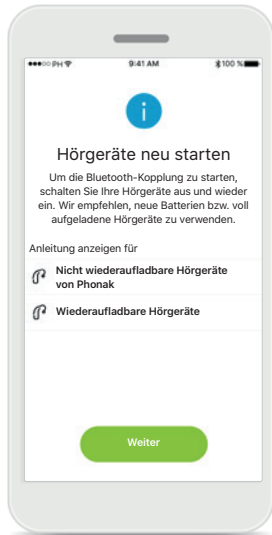 ●●●○○ PH 9:41 AM 100 %
i
Hörgeräte neu starten
Um die Bluetooth-Kopplung zu starten,
schalten Sie Ihre Hörgeräte aus und wieder
ein. Wir empfehlen, neue Batterien bzw. voll
aufgeladene Hörgeräte zu verwenden.
Anleitung anzeigen für
Nicht wiederaufladbare Hörgeräte
von Phonak
Wiederaufladbare Hörgeräte
Weiter